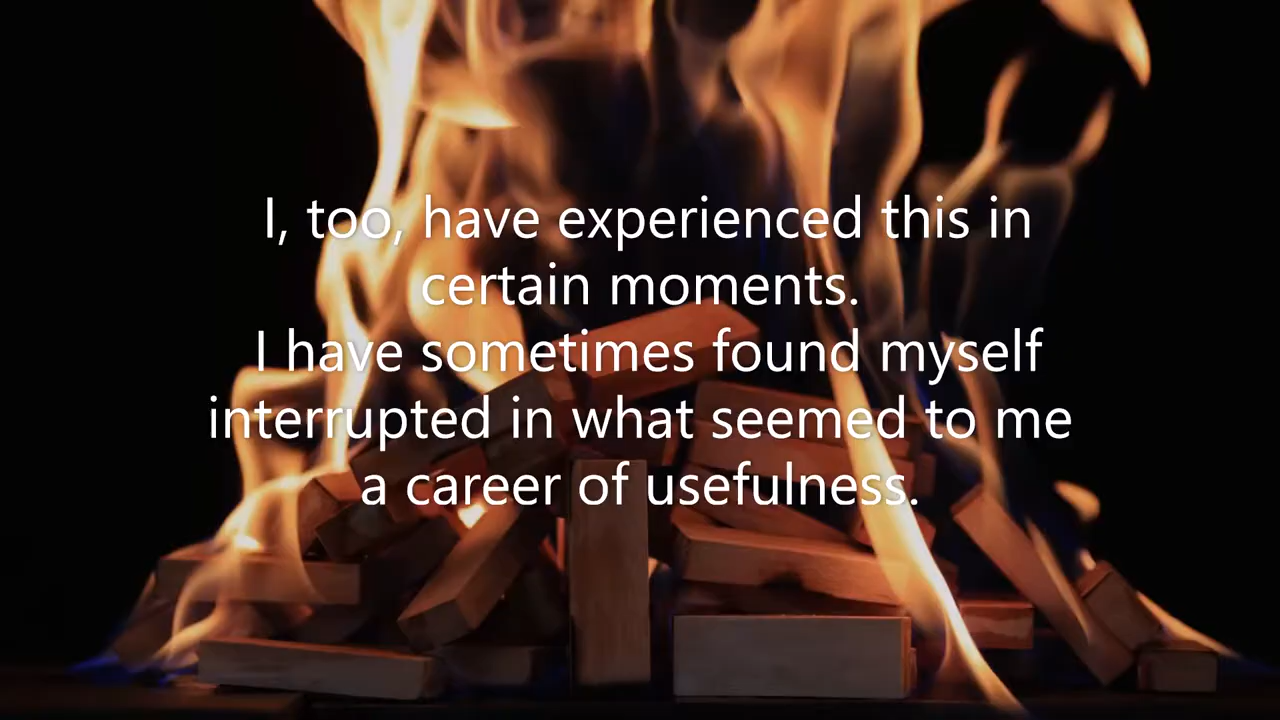 I, too, have experienced this in
certain moments.
I have sometimes found myself
interrupted in what seemed to me
a career of usefulness.